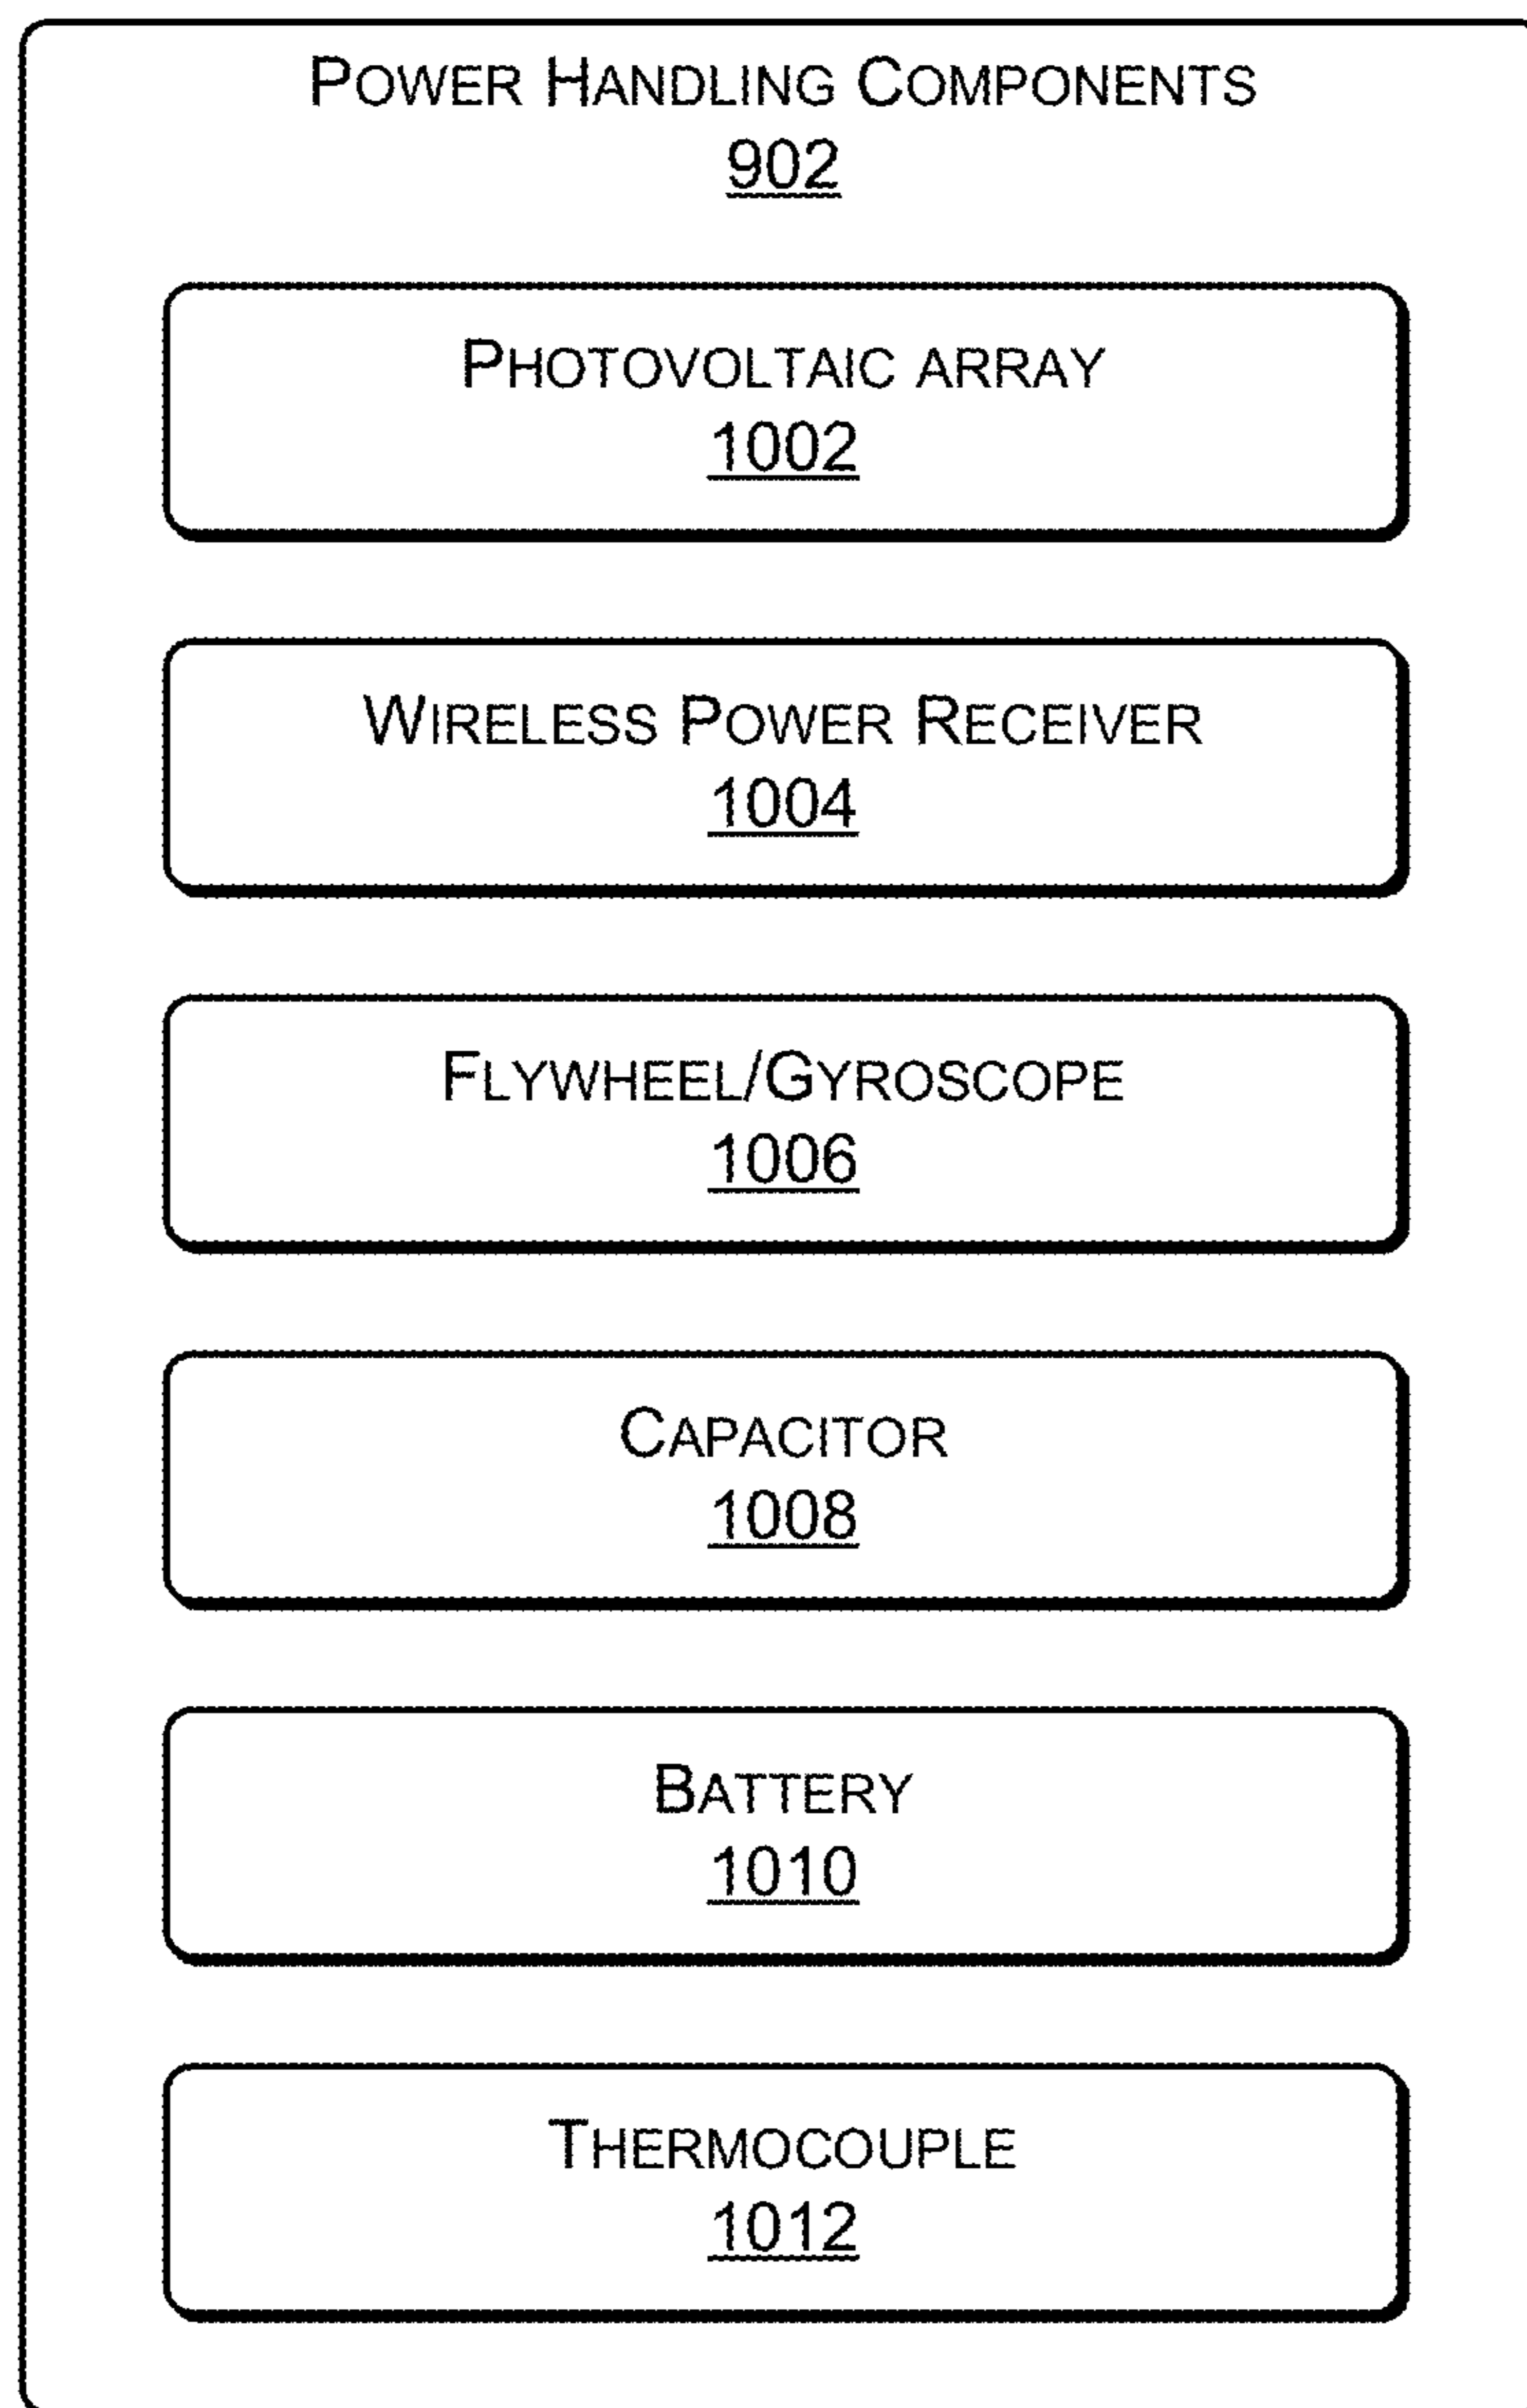 POWER HANDLING COMPONENTS
902
PHOTOVOLTAIC ARRAY
1002
WIRELESS POWER RECEIVER
1004
FLYWHEEL/GYROSCOPE
1006
CAPACITOR
1008
BATTERY
1010
THERMOCOUPLE
1012